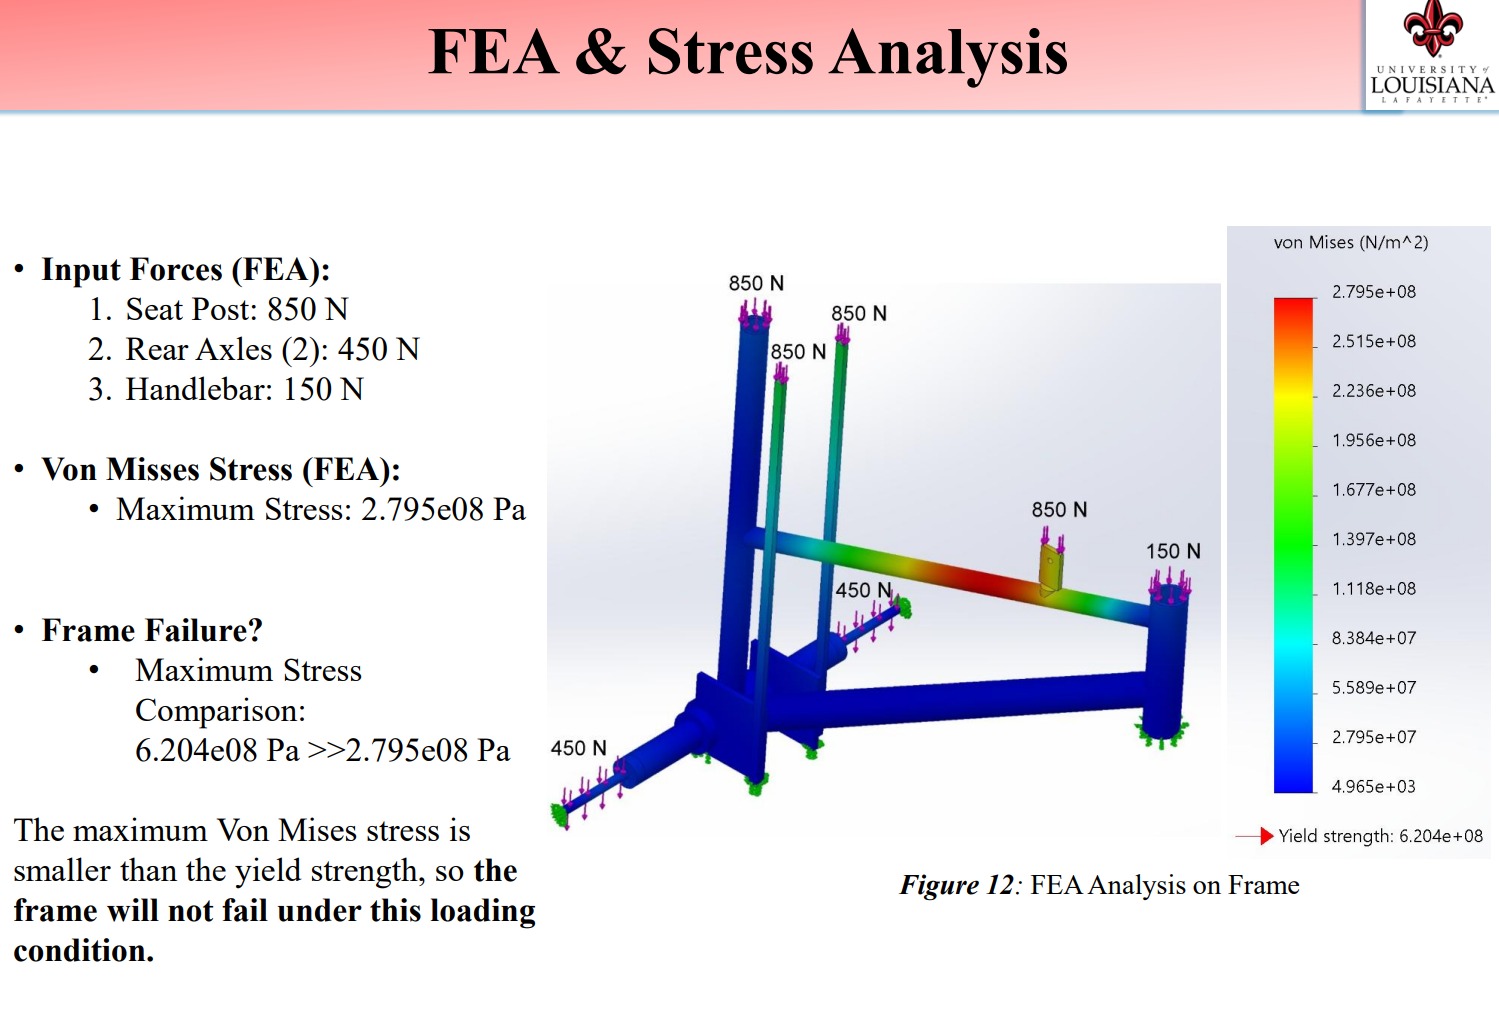 FEA & Stress Analysis
UNIVERSITY of
LOUISIANA
LAFAYETTE
• Input Forces (FEA):
1. Seat Post: 850 N
2. Rear Axles (2): 450 N
3. Handlebar: 150 N
• Von Misses Stress (FEA):
• Maximum Stress: 2.795e08 Pa
• Frame Failure?
• Maximum Stress
Comparison:
6.204e08 Pa >>2.795e08 Pa
The maximum Von Mises stress is
smaller than the yield strength, so the
frame will not fail under this loading
condition.
850 N
850 N
850 N
850 N
150 N
450 N
450 N
von Mises (N/m^2)
2.795e+08
2.515e+08
2.236e+08
1.956e+08
1.677e+08
1.397e+08
1.118e+08
8.384e+07
5.589e+07
2.795e+07
4.965e+03
Yield strength: 6.204e+08
Figure 12: FEA Analysis on Frame